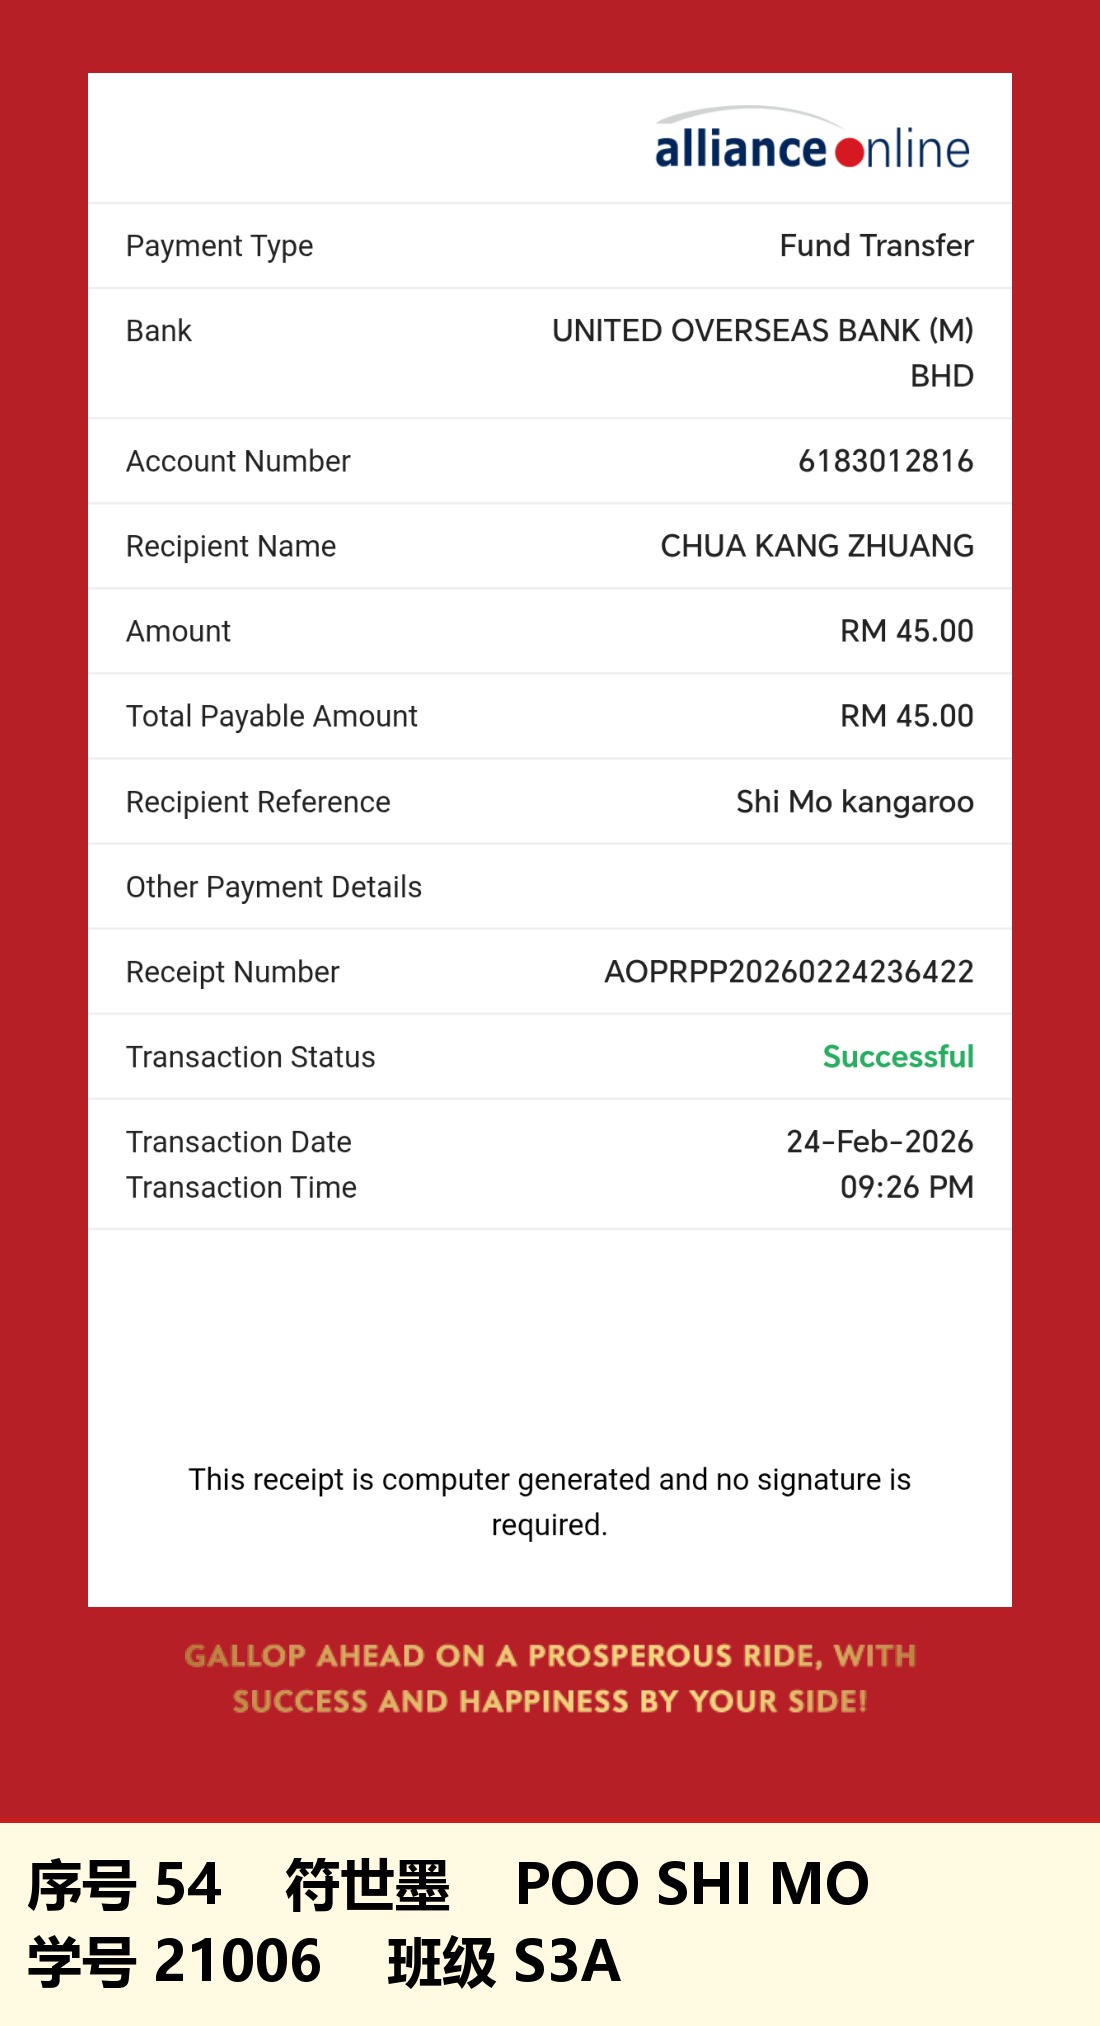 alliance online
Payment Type Fund Transfer
Bank UNITED OVERSEAS BANK (M)
BHD
Account Number 6183012816
Recipient Name CHUA KANG ZHUANG
Amount RM 45.00
Total Payable Amount RM 45.00
Recipient Reference Shi Mo kangaroo
Other Payment Details
Receipt Number AOPRPP20260224236422
Transaction Status Successful
Transaction Date 24-Feb-2026
Transaction Time 09:26 PM
This receipt is computer generated and no signature is
required.
GALLOP AHEAD ON A PROSPEROUS RIDE, WITH
SUCCESS AND HAPPINESS BY YOUR SIDE!
序号 54 符世墨 POO SHI MO
学号 21006 班级 S3A